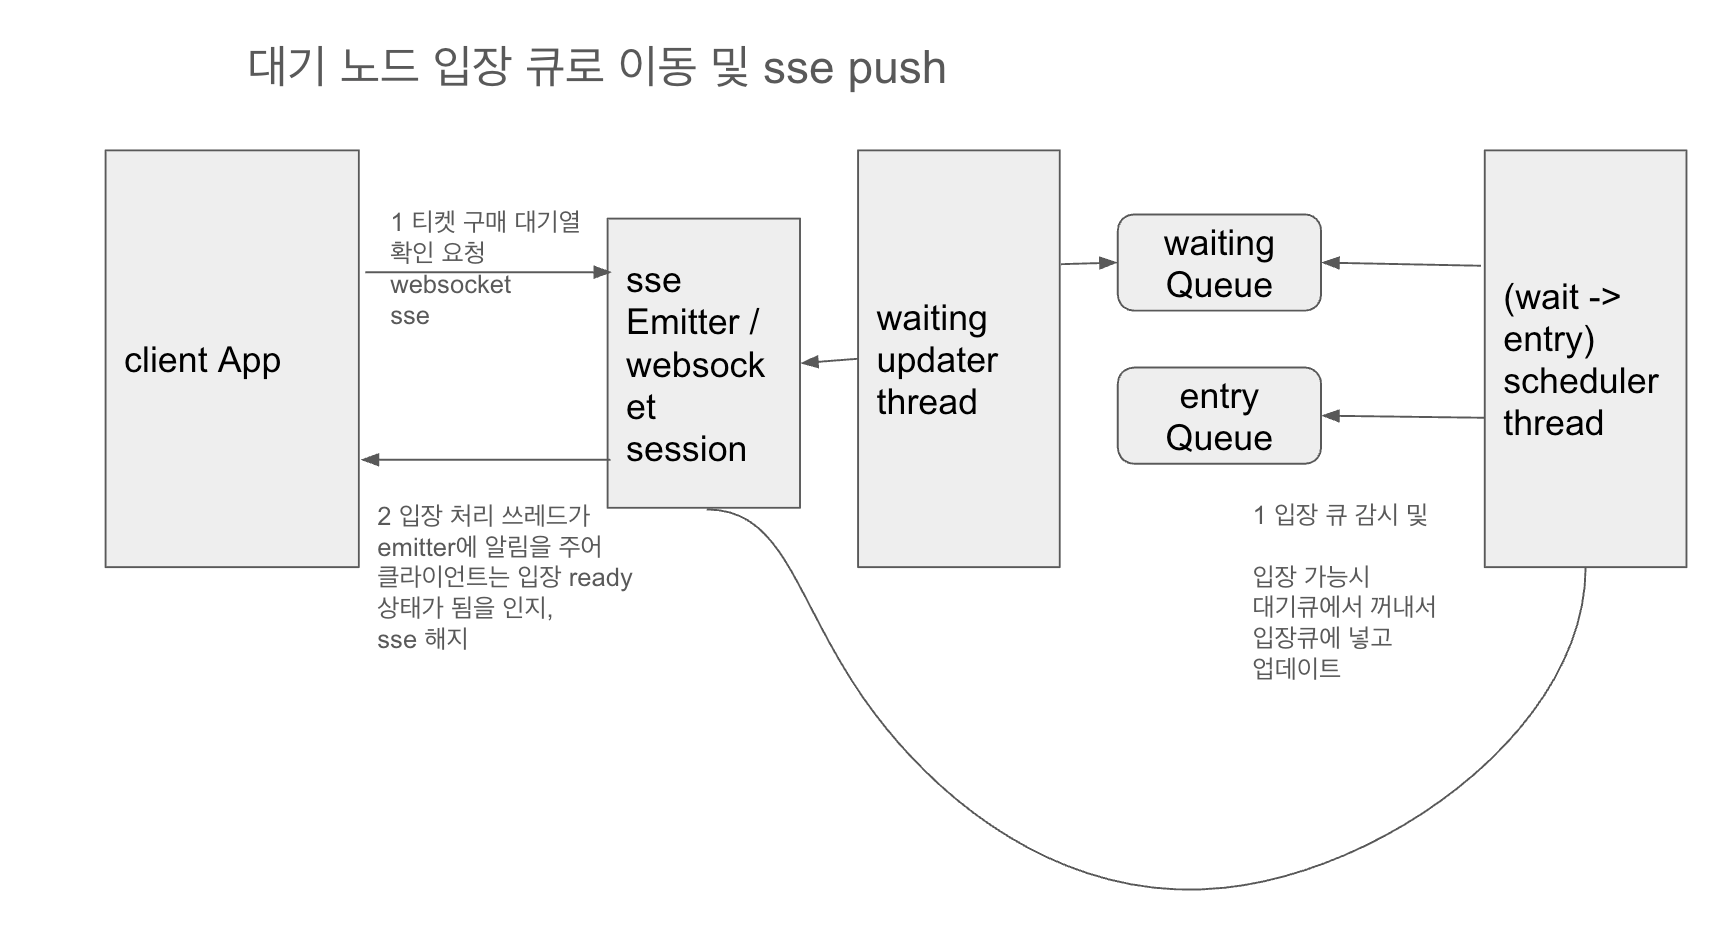 대기 노드 입장 큐로 이동 및 sse push
client App
1 티켓 구매 대기열
확인 요청
websocket
sse
2 입장 처리 쓰레드가
emitter에 알림을 주어
클라이언트는 입장 ready
상태가 됨을 인지,
sse 해지
sse
Emitter /
websock
et
session
waiting
updater
thread
waiting
Queue
entry
Queue
1 입장 큐 감시 및
입장 가능시
대기큐에서 꺼내서
입장큐에 넣고
업데이트
(wait ->
entry)
scheduler
thread